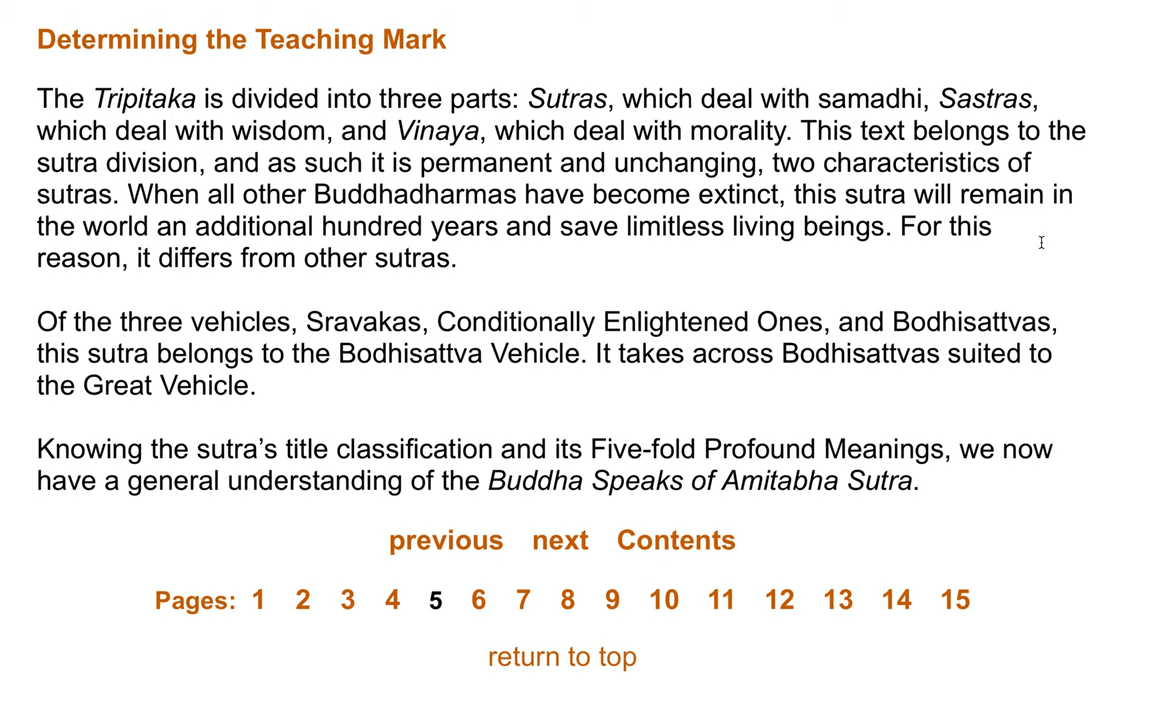 Determining the Teaching Mark
The Tripitaka is divided into three parts: Sutras, which deal with samadhi, Sastras,
which deal with wisdom, and Vinaya, which deal with morality. This text belongs to the
sutra division, and as such it is permanent and unchanging, two characteristics of
sutras. When all other Buddhadharmas have become extinct, this sutra will remain in
the world an additional hundred years and save limitless living beings. For this
reason, it differs from other sutras.
Of the three vehicles, Sravakas, Conditionally Enlightened Ones, and Bodhisattvas,
this sutra belongs to the Bodhisattva Vehicle. It takes across Bodhisattvas suited to
the Great Vehicle.
Knowing the sutra’s title classification and its Five-fold Profound Meanings, we now
have a general understanding of the Buddha Speaks of Amitabha Sutra.
previous next Contents
Pages: 1 2 3 4 5 6 7 8 9 10 11 12 13 14 15
return to top